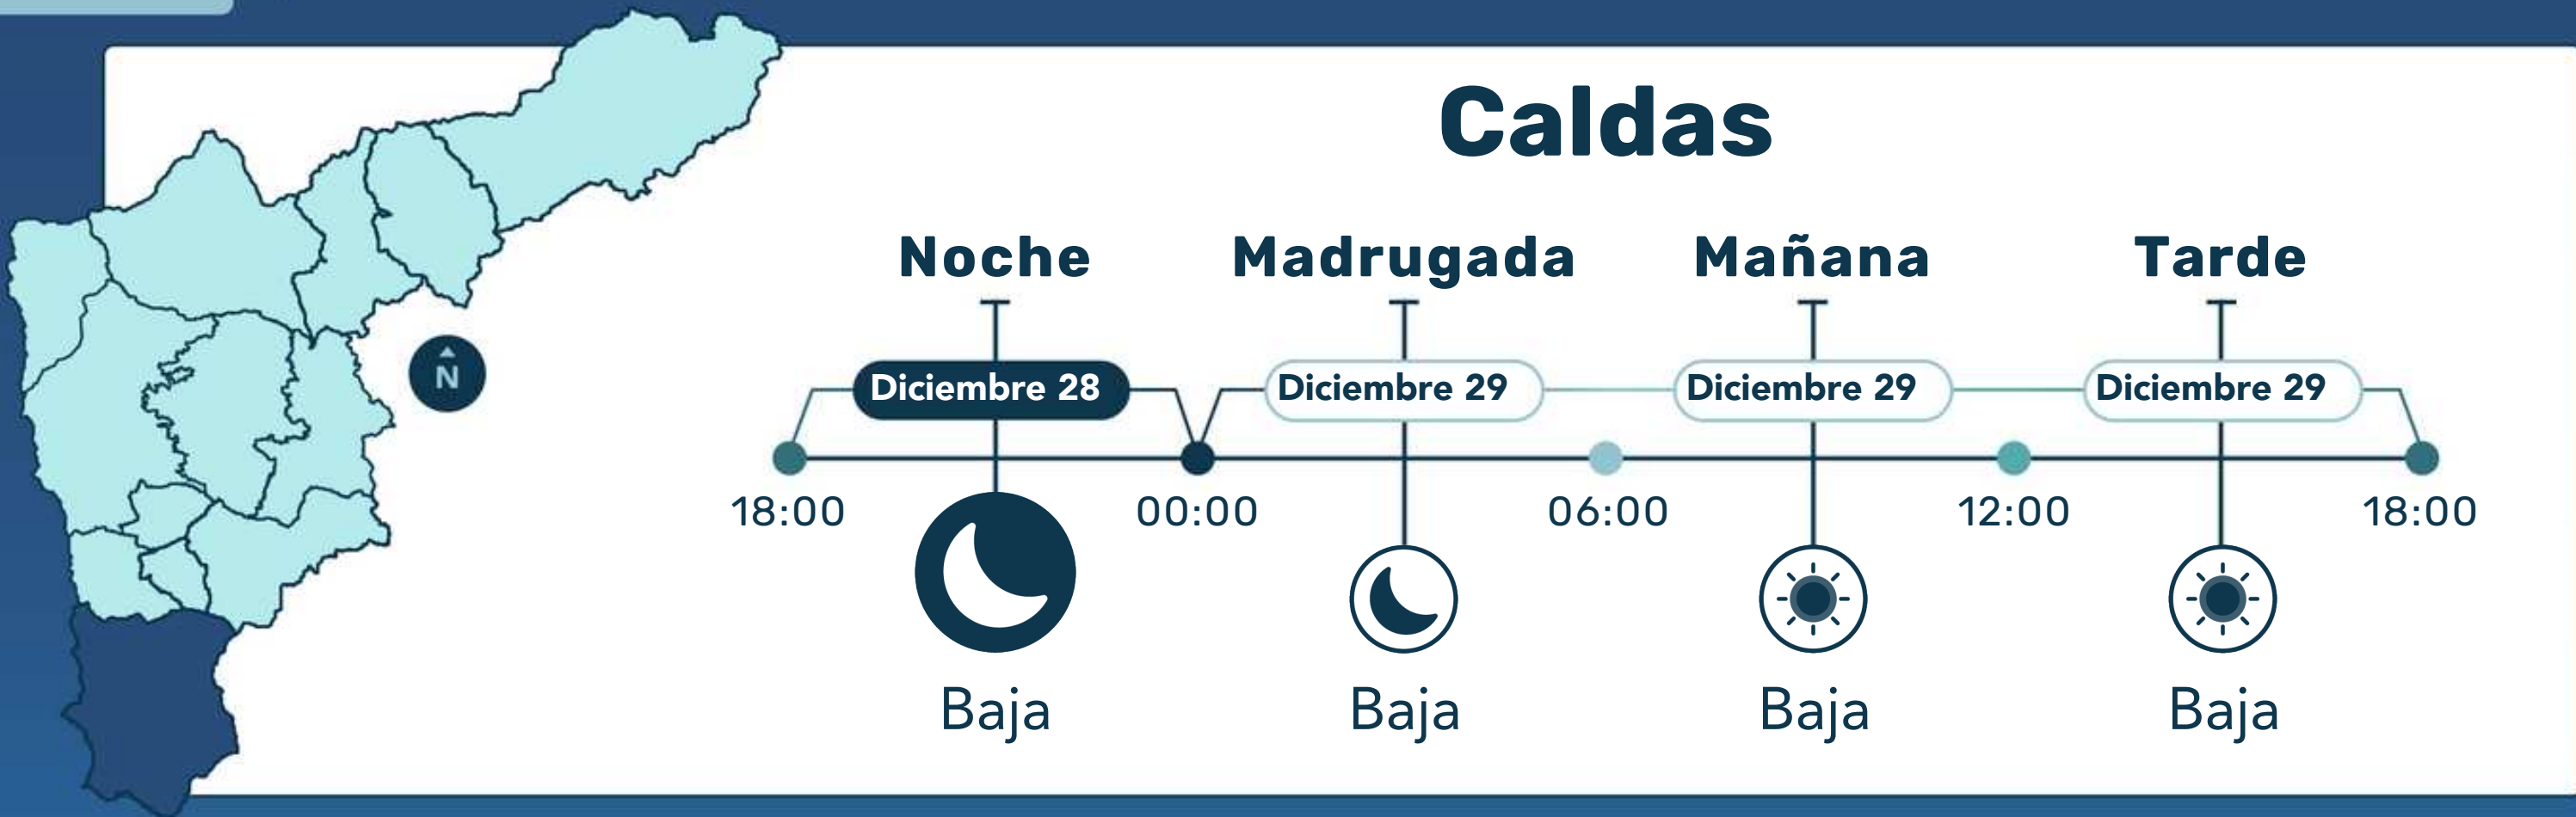 Caldas
Noche Madrugada Mañana Tarde
N
Diciembre 28 Diciembre 29 Diciembre 29 Diciembre 29
18:00 00:00 06:00 12:00 18:00
Baja Baja Baja Baja